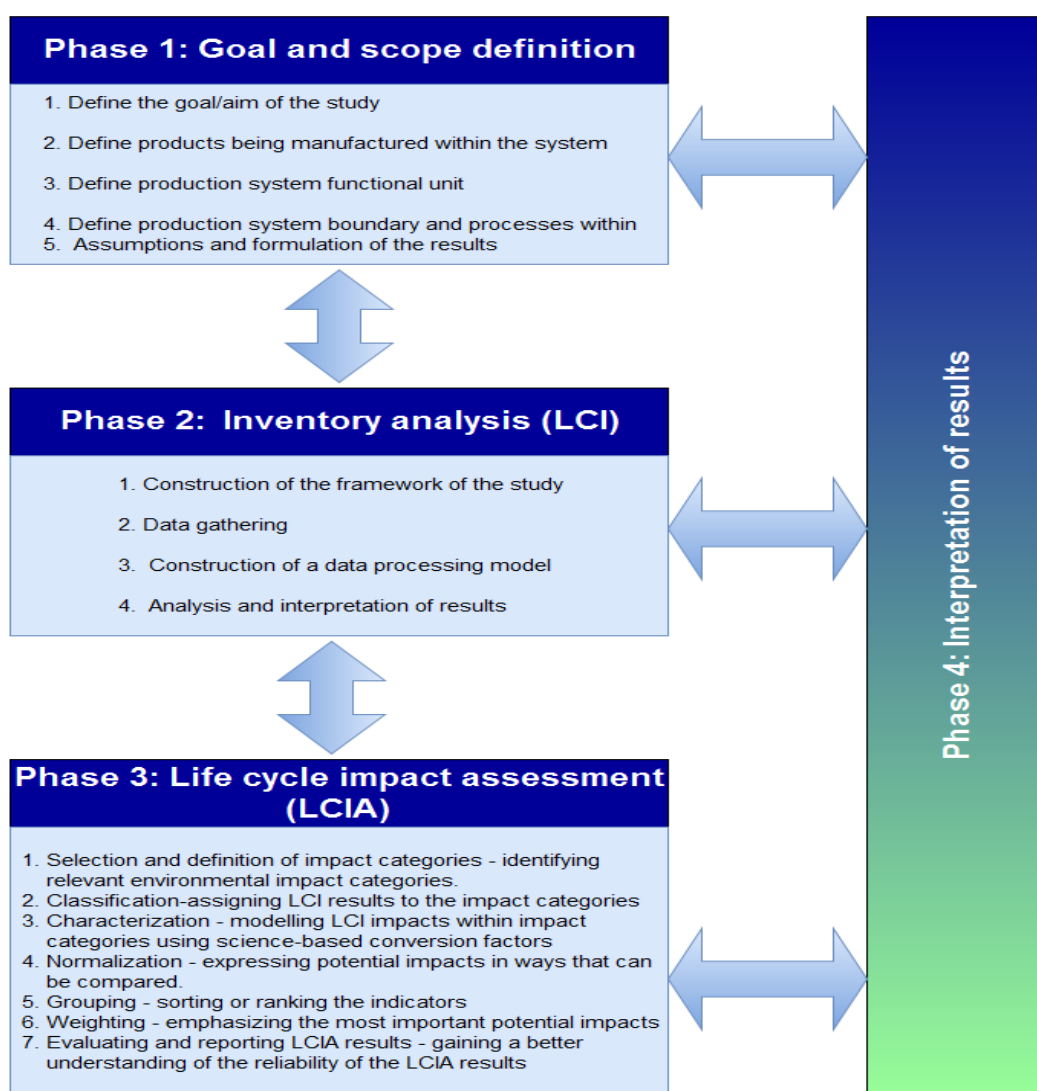 Phase 1: Goal and scope definition
1. Define the goal/aim of the study
2. Define products being manufactured within the system
3. Define production system functional unit
4. Define production system boundary and processes within
5. Assumptions and formulation of the results
Phase 2: Inventory analysis (LCI)
1. Construction of the framework of the study
2. Data gathering
3. Construction of a data processing model
4. Analysis and interpretation of results
Phase 3: Life cycle impact assessment
(LCIA)
1. Selection and definition of impact categories - identifying
relevant environmental impact categories.
2. Classification-assigning LCI results to the impact categories
3. Characterization - modelling LCI impacts within impact
categories using science-based conversion factors
4. Normalization - expressing potential impacts in ways that can
be compared.
5. Grouping - sorting or ranking the indicators
6. Weighting - emphasizing the most important potential impacts
7. Evaluating and reporting LCIA results - gaining a better
understanding of the reliability of the LCIA results
Phase 4: Interpretation of results